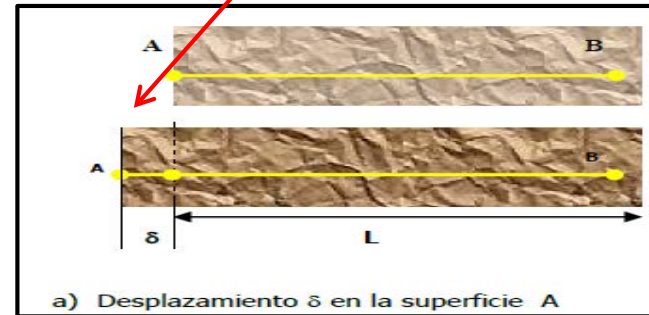 A B
A B
δ L
a) Desplazamiento δ en la superficie A